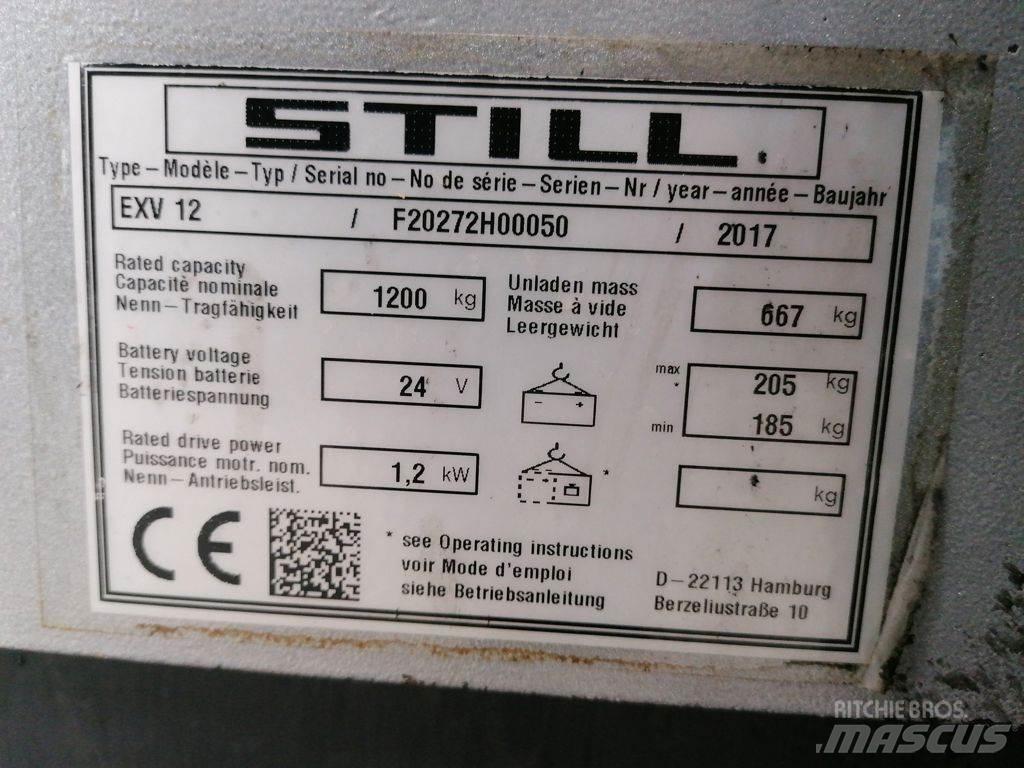 STILL.
Type – Modèle – Typ / Serial no – No de série – Serien – Nr / year – année – Baujahr
EXV 12 / F20272H00050 / 2017
Rated capacity
Capacitè nominale
Nenn – Tragfähigkeit
1200 kg
Unladen mass
Masse à vide
Leergewicht
667 kg
Battery voltage
Tension batterie
Batteriespannung
24 V
- +
max 205 kg
*
min 185 kg
Rated drive power
Puissance motr. nom.
Nenn – Antriebsleist.
1,2 kW
*
* kg
CE
* see Operating instructions
voir Mode d'emploi
siehe Betriebsanleitung
D – 22113 Hamburg
Berzeliustraße 10
RITCHIE BROS.
MASCUS